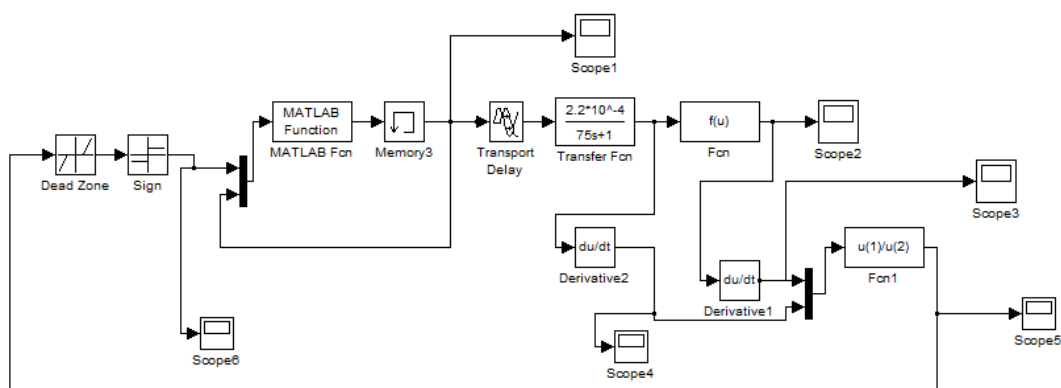 Scope1
MATLAB
Function
MATLAB Fcn
Memory3
Transport
Delay
2.2*10^-4
75s+1
Transfer Fcn
f(u)
Fcn
Scope2
Dead Zone
Sign
Scope3
du/dt
Derivative2
du/dt
Derivative1
u(1)/u(2)
Fcn1
Scope6
Scope4
Scope5